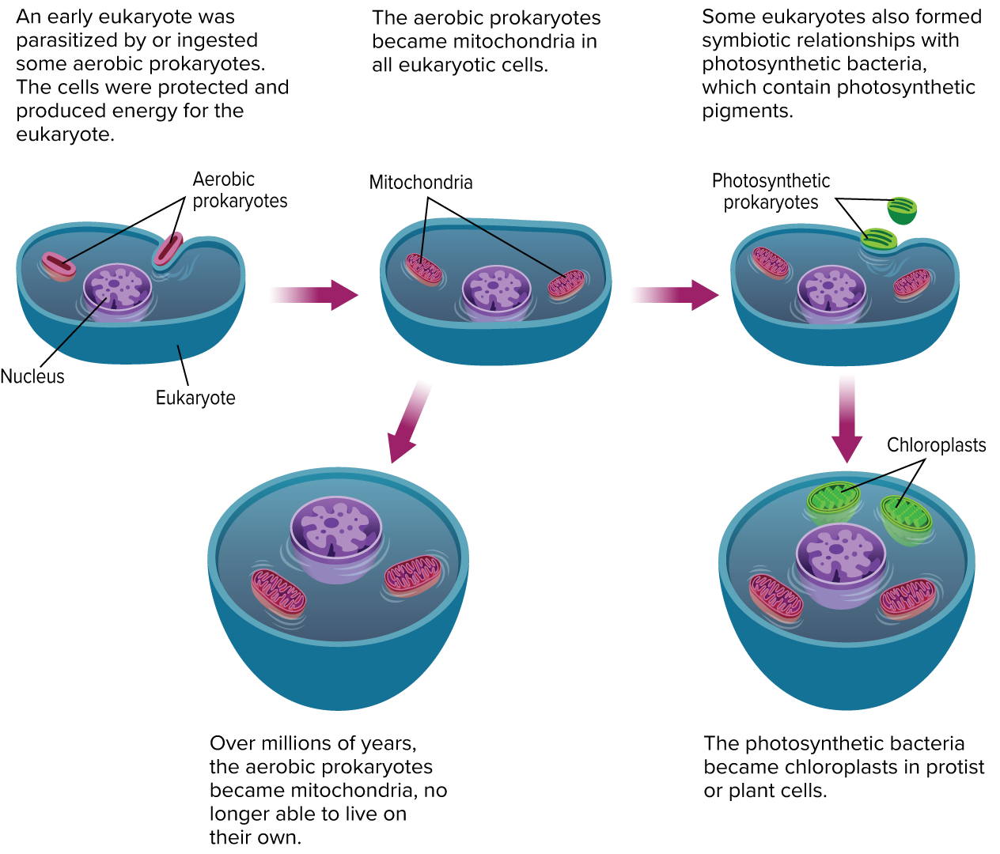 An early eukaryote was
parasitized by or ingested
some aerobic prokaryotes.
The cells were protected and
produced energy for the
eukaryote.
The aerobic prokaryotes
became mitochondria in
all eukaryotic cells.
Some eukaryotes also formed
symbiotic relationships with
photosynthetic bacteria,
which contain photosynthetic
pigments.
Aerobic
prokaryotes
Mitochondria
Photosynthetic
prokaryotes
Nucleus
Eukaryote
Chloroplasts
Over millions of years,
the aerobic prokaryotes
became mitochondria, no
longer able to live on
their own.
The photosynthetic bacteria
became chloroplasts in protist
or plant cells.